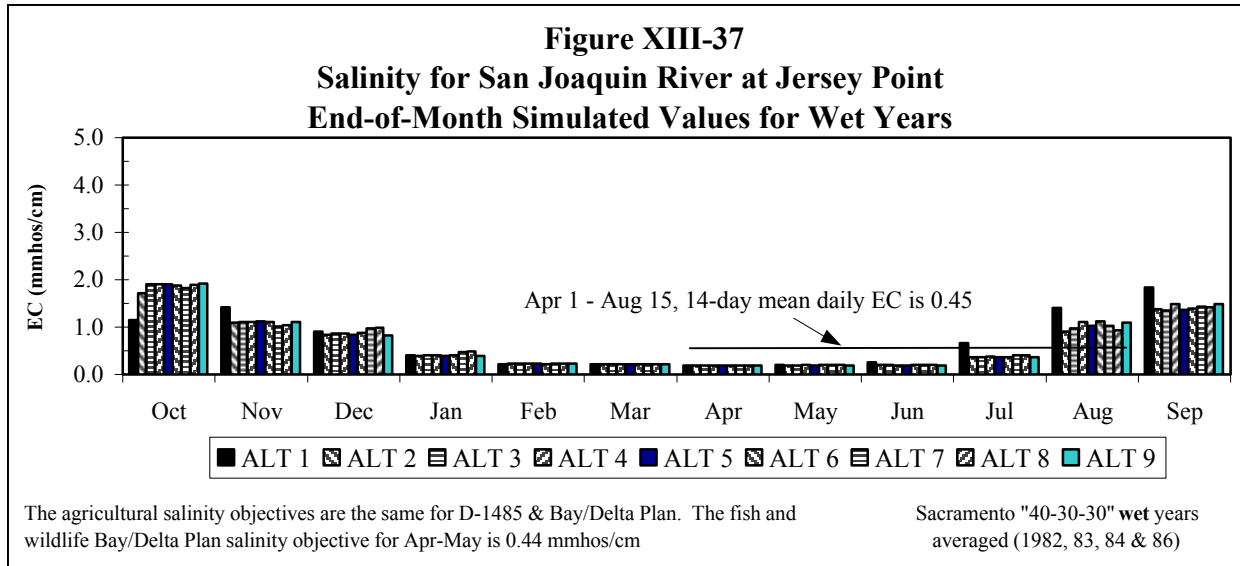 Figure XIII-37
Salinity for San Joaquin River at Jersey Point
End-of-Month Simulated Values for Wet Years
EC (mmhos/cm)
5.0
4.0
3.0
2.0
1.0
0.0
Apr 1 - Aug 15, 14-day mean daily EC is 0.45
Oct Nov Dec Jan Feb Mar Apr May Jun Jul Aug Sep
ALT 1 ALT 2 ALT 3 ALT 4 ALT 5 ALT 6 ALT 7 ALT 8 ALT 9
The agricultural salinity objectives are the same for D-1485 & Bay/Delta Plan. The fish and
wildlife Bay/Delta Plan salinity objective for Apr-May is 0.44 mmhos/cm
Sacramento "40-30-30" wet years
averaged (1982, 83, 84 & 86)